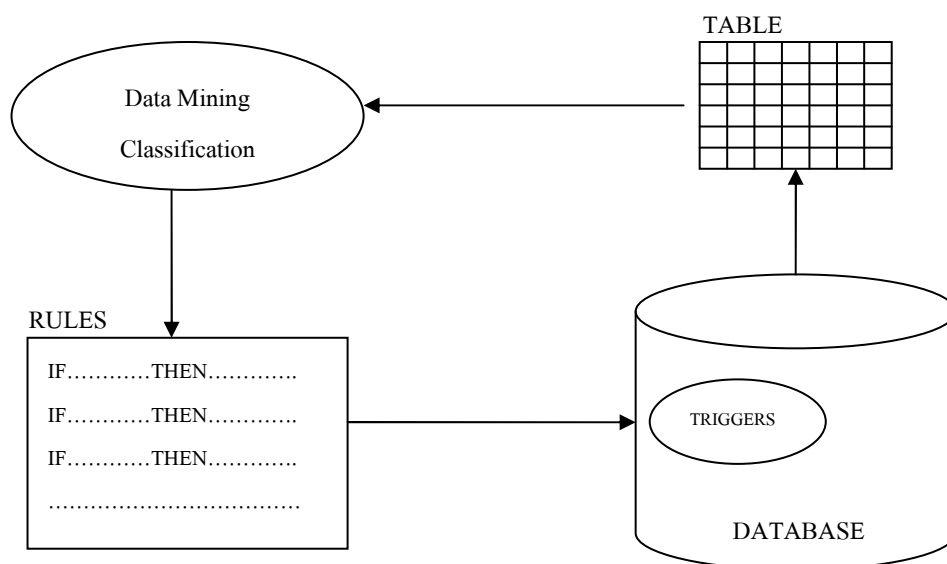 TABLE
Data Mining
Classification
RULES
IF…………THEN………….
IF…………THEN………….
IF…………THEN………….
………………………………
TRIGGERS
DATABASE